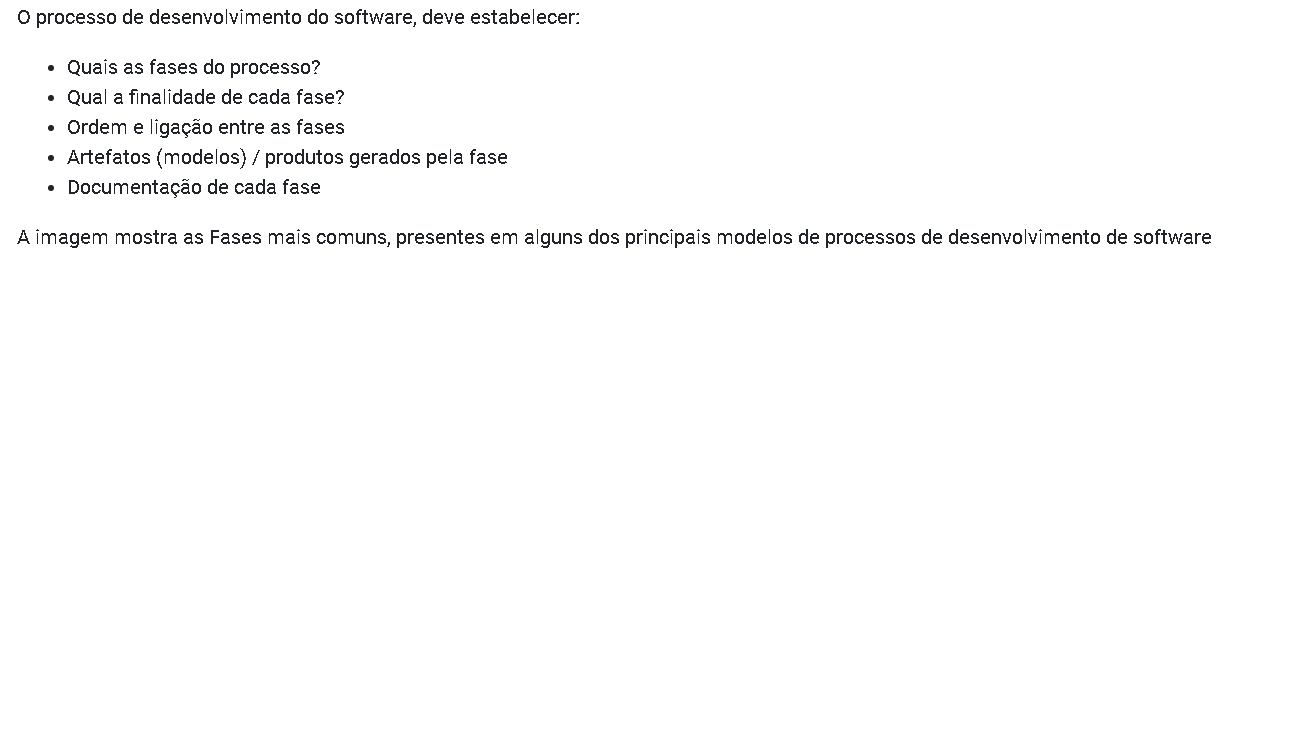 O processo de desenvolvimento do software, deve estabelecer:
• Quais as fases do processo?
• Qual a finalidade de cada fase?
• Ordem e ligação entre as fases
• Artefatos (modelos) / produtos gerados pela fase
• Documentação de cada fase
A imagem mostra as Fases mais comuns, presentes em alguns dos principais modelos de processos de desenvolvimento de software